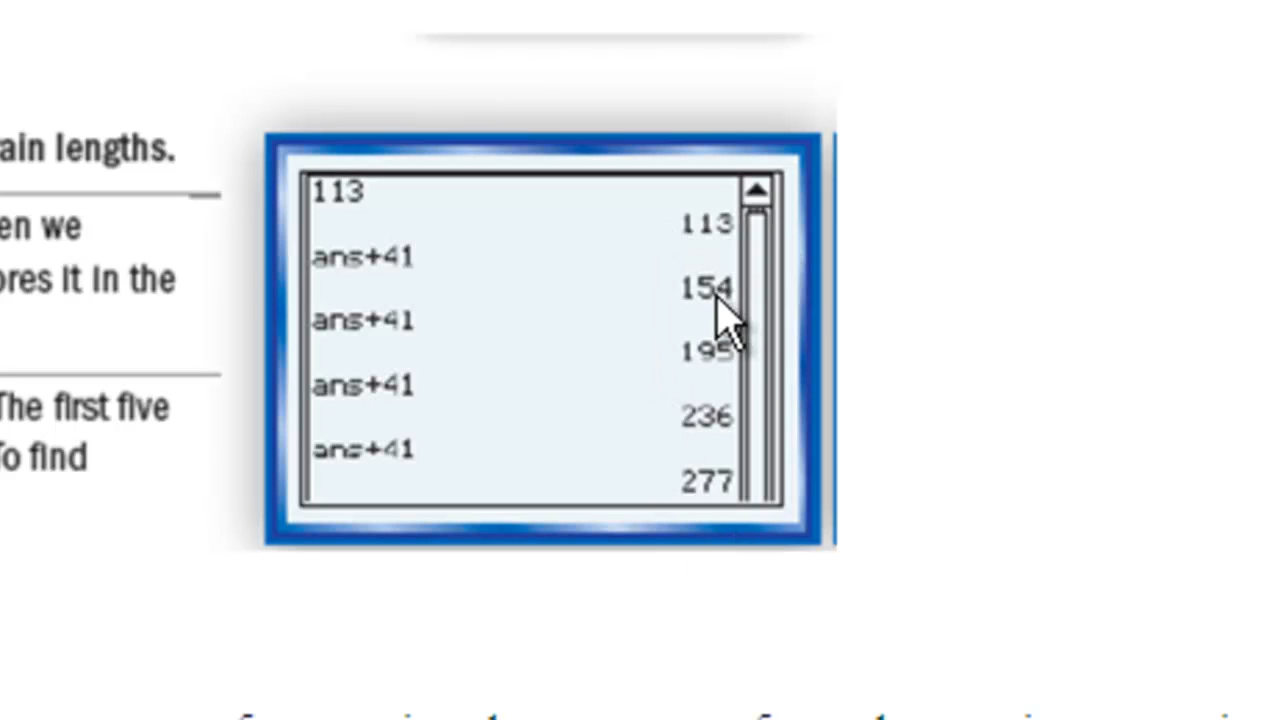 ain lengths.
en we
ores it in the
The first five
To find
113
113
ans+41
154
ans+41
195
ans+41
236
ans+41
277